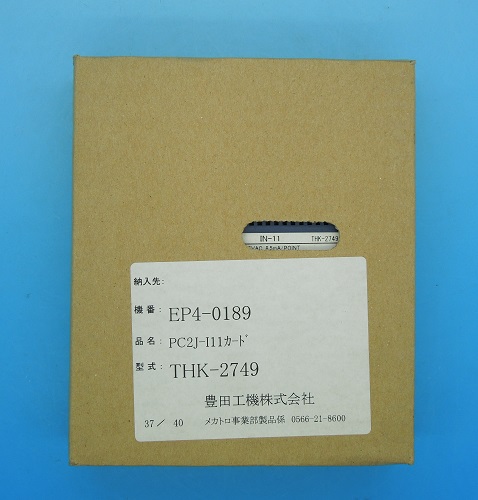 IN-11 THK-2749
納入先:
機番: EP4-0189
品名: PC2J-I11ｶｰﾄﾞ
型式: THK-2749
豊田工機株式会社
37／ 40 メカトロ事業部製品係 0566-21-8600